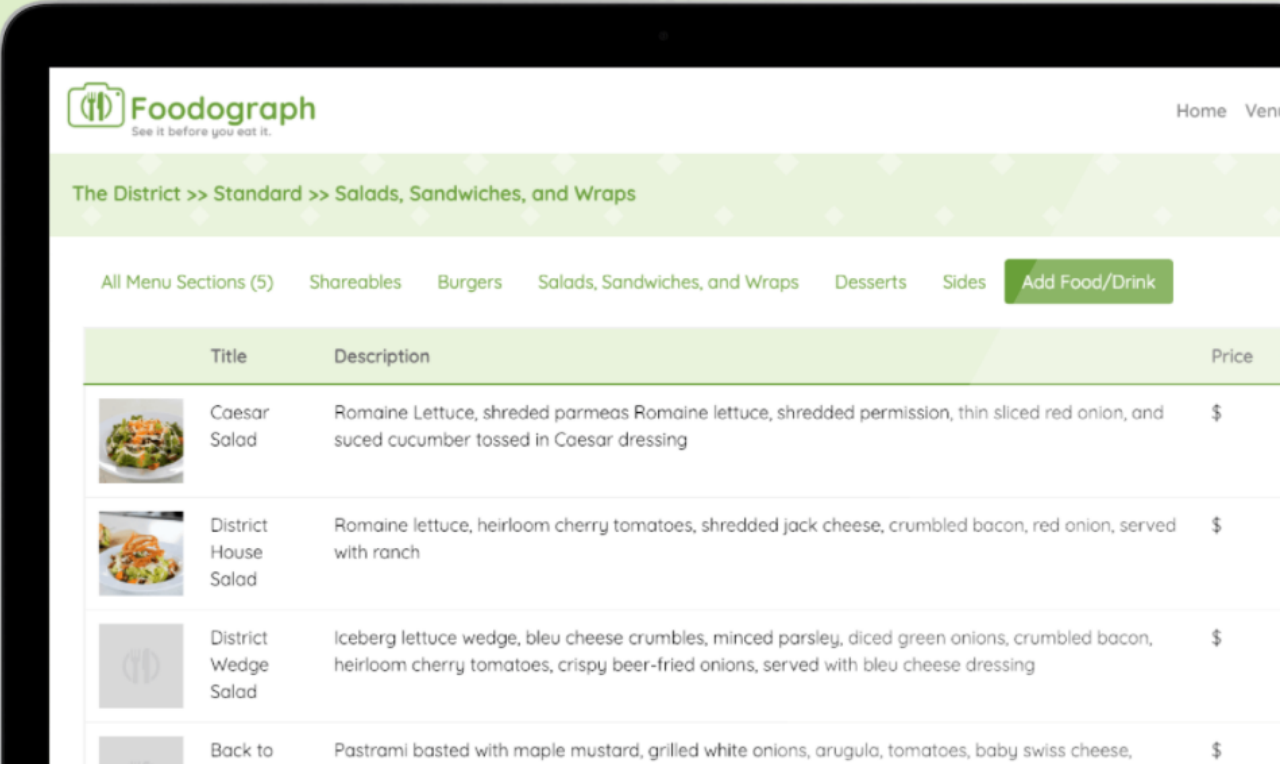 Foodograph
See it before you eat it.
Home Venu
The District >> Standard >> Salads, Sandwiches, and Wraps
All Menu Sections (5) Shareables Burgers Salads, Sandwiches, and Wraps Desserts Sides Add Food/Drink
Title Description Price
Caesar Romaine Lettuce, shreded parmeas Romaine lettuce, shredded permission, thin sliced red onion, and $
Salad suced cucumber tossed in Caesar dressing
District Romaine lettuce, heirloom cherry tomatoes, shredded jack cheese, crumbled bacon, red onion, served $
House with ranch
Salad
District Iceberg lettuce wedge, bleu cheese crumbles, minced parsley, diced green onions, crumbled bacon, $
Wedge heirloom cherry tomatoes, crispy beer-fried onions, served with bleu cheese dressing
Salad
Back to Pastrami basted with maple mustard, grilled white onions, arugula, tomatoes, baby swiss cheese, $